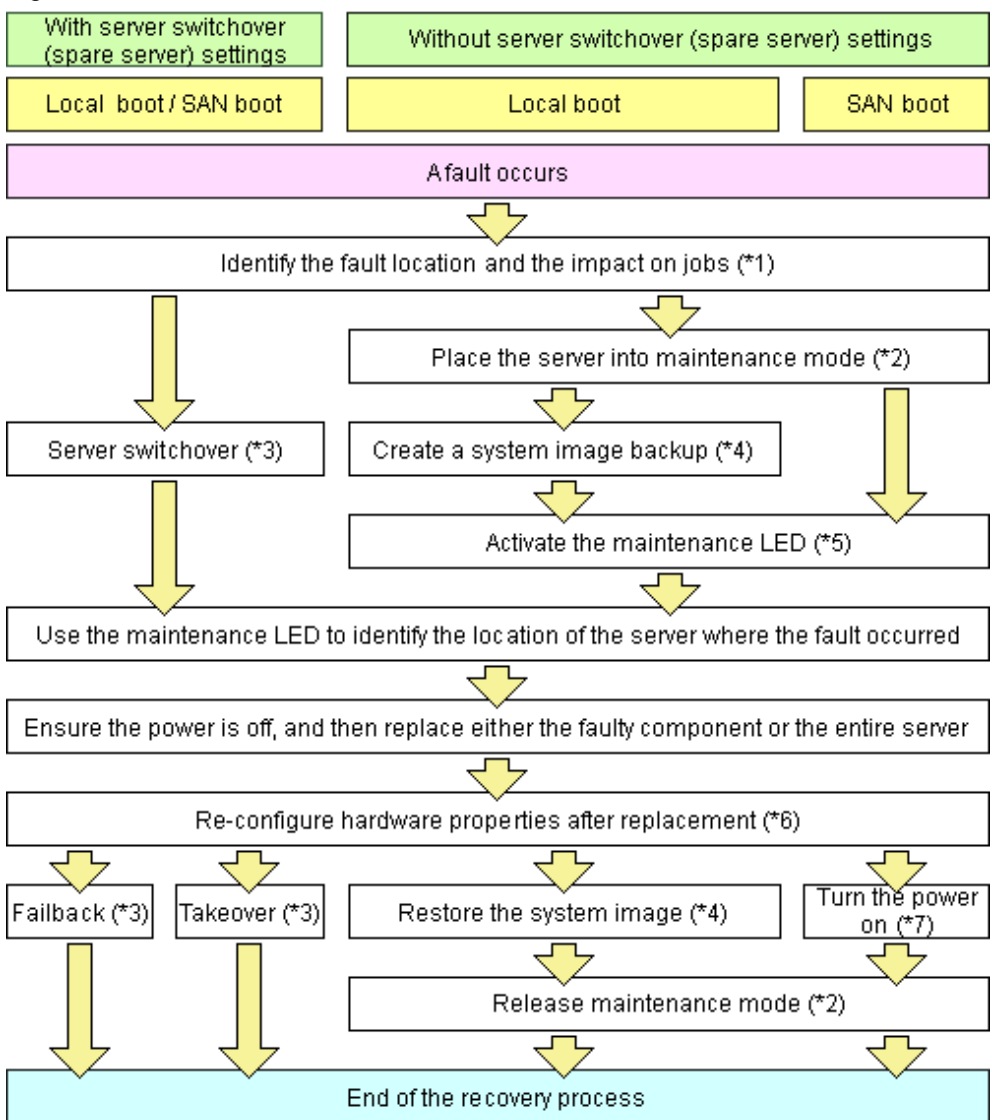 With server switchover
(spare server) settings
Without server switchover (spare server) settings
Local boot / SAN boot
Local boot
SAN boot
A fault occurs
Identify the fault location and the impact on jobs (*1)
Place the server into maintenance mode (*2)
Server switchover (*3)
Create a system image backup (*4)
Activate the maintenance LED (*5)
Use the maintenance LED to identify the location of the server where the fault occurred
Ensure the power is off, and then replace either the faulty component or the entire server
Re-configure hardware properties after replacement (*6)
Failback (*3)
Takeover (*3)
Restore the system image (*4)
Turn the power
on (*7)
Release maintenance mode (*2)
End of the recovery process